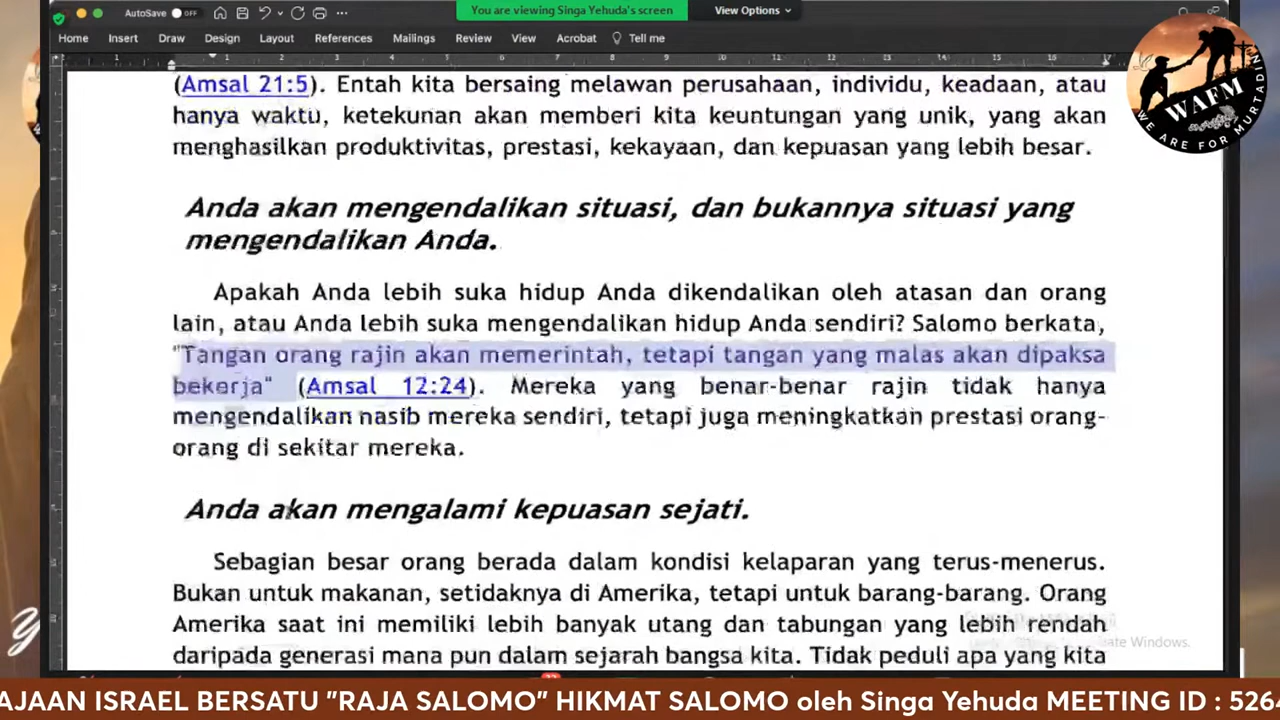 AutoSave OFF
You are viewing Singa Yehuda's screen
View Options
Home Insert Draw Design Layout References Mailings Review View Acrobat Tell me
(Amsal 21:5). Entah kita bersaing melawan perusahaan, individu, keadaan, atau
hanya waktu, ketekunan akan memberi kita keuntungan yang unik, yang akan
menghasilkan produktivitas, prestasi, kekayaan, dan kepuasan yang lebih besar.
Anda akan mengendalikan situasi, dan bukannya situasi yang
mengendalikan Anda.
Apakah Anda lebih suka hidup Anda dikendalikan oleh atasan dan orang
lain, atau Anda lebih suka mengendalikan hidup Anda sendiri? Salomo berkata,
"Tangan orang rajin akan memerintah, tetapi tangan yang malas akan dipaksa
bekerja" (Amsal 12:24). Mereka yang benar-benar rajin tidak hanya
mengendalikan nasib mereka sendiri, tetapi juga meningkatkan prestasi orang-
orang di sekitar mereka.
Anda akan mengalami kepuasan sejati.
Sebagian besar orang berada dalam kondisi kelaparan yang terus-menerus.
Bukan untuk makanan, setidaknya di Amerika, tetapi untuk barang-barang. Orang
Amerika saat ini memiliki lebih banyak utang dan tabungan yang lebih rendah
daripada generasi mana pun dalam sejarah bangsa kita. Tidak peduli apa yang kita
WAFM
WE ARE FOR MURTADIN
ate Windows.
AJAAN ISRAEL BERSATU "RAJA SALOMO" HIKMAT SALOMO oleh Singa Yehuda MEETING ID : 526